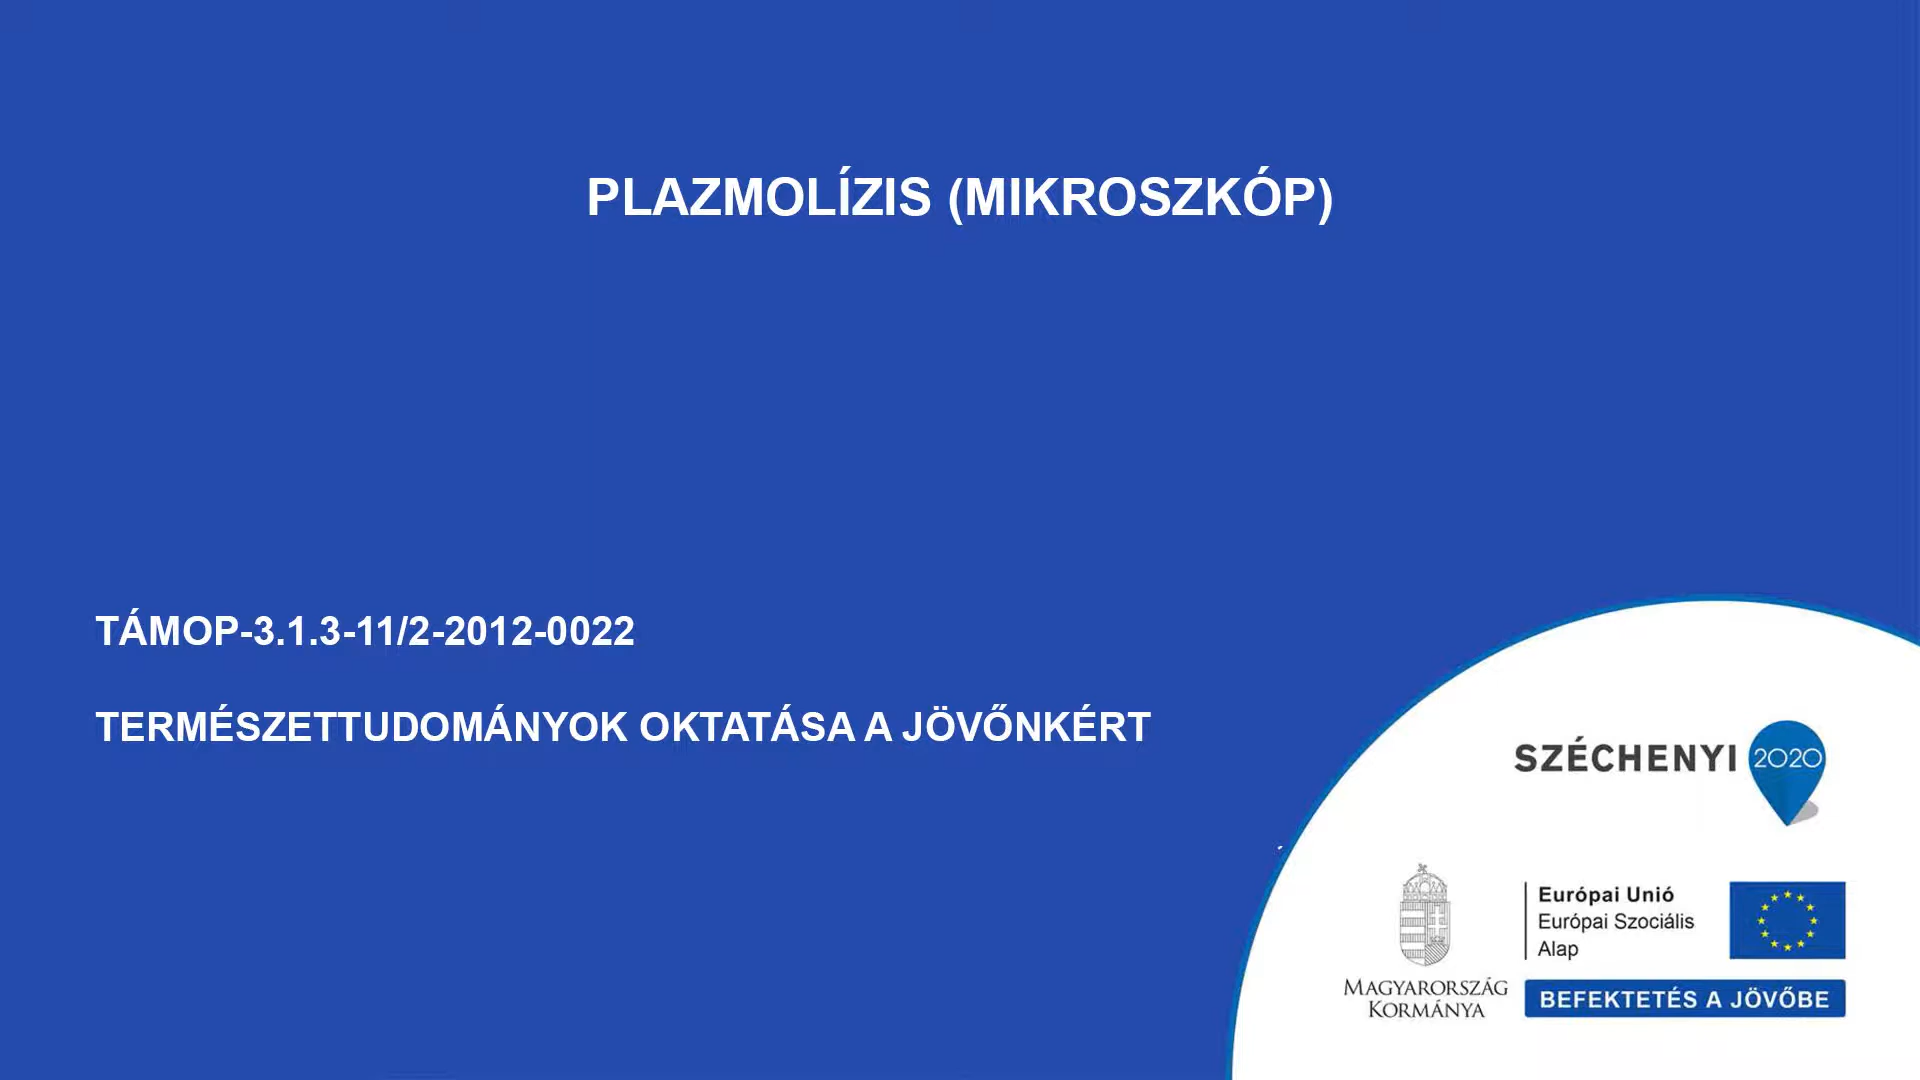 PLAZMOLÍZIS (MIKROSZKÓP)
TÁMOP-3.1.3-11/2-2012-0022
TERMÉSZETTUDOMÁNYOK OKTATÁSA A JÖVŐNKÉRT
SZÉCHENYI 2020
MAGYARORSZÁG
KORMÁNYA
Európai Unió
Európai Szociális
Alap
BEFEKTETÉS A JÖVŐBE